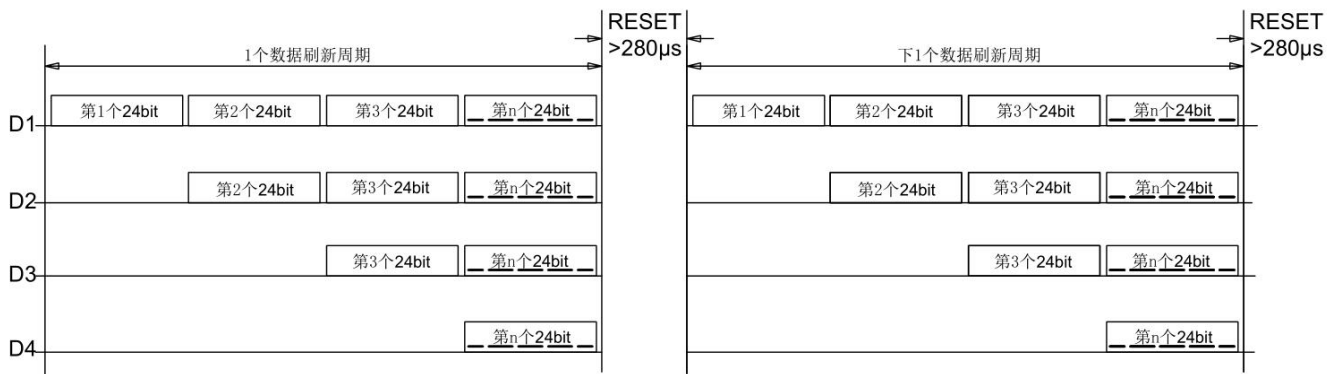 RESET
>280μs
RESET
>280μs
1个数据刷新周期
下1个数据刷新周期
D1
第1个24bit
第2个24bit
第3个24bit
第n个24bit
第1个24bit
第2个24bit
第3个24bit
第n个24bit
D2
第2个24bit
第3个24bit
第n个24bit
第2个24bit
第3个24bit
第n个24bit
D3
第3个24bit
第n个24bit
第3个24bit
第n个24bit
D4
第n个24bit
第n个24bit